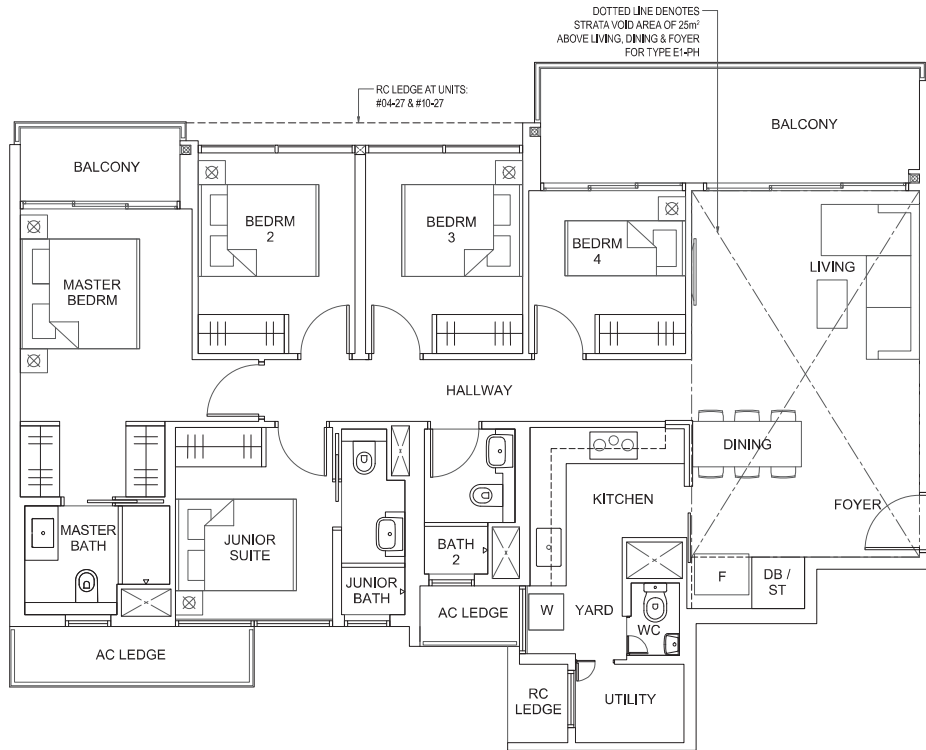 DOTTED LINE DENOTES
STRATA VOID AREA OF 25m²
ABOVE LIVING, DINING & FOYER
FOR TYPE E1-PH
RC LEDGE AT UNITS:
#04-27 & #10-27
BALCONY
BALCONY
BEDRM
2
BEDRM
3
BEDRM
4
LIVING
MASTER
BEDRM
HALLWAY
DINING
KITCHEN
FOYER
MASTER
BATH
JUNIOR
SUITE
BATH
2
JUNIOR
BATH
F
DB /
ST
W
YARD
WC
AC LEDGE
AC LEDGE
RC
LEDGE
UTILITY